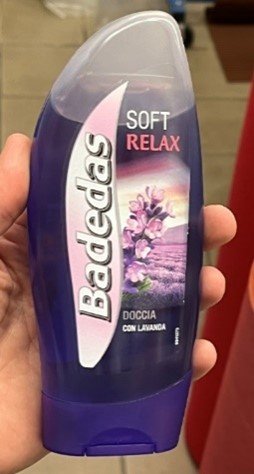 SOFT
RELAX
Badedas
DOCCIA
CON LAVANDA